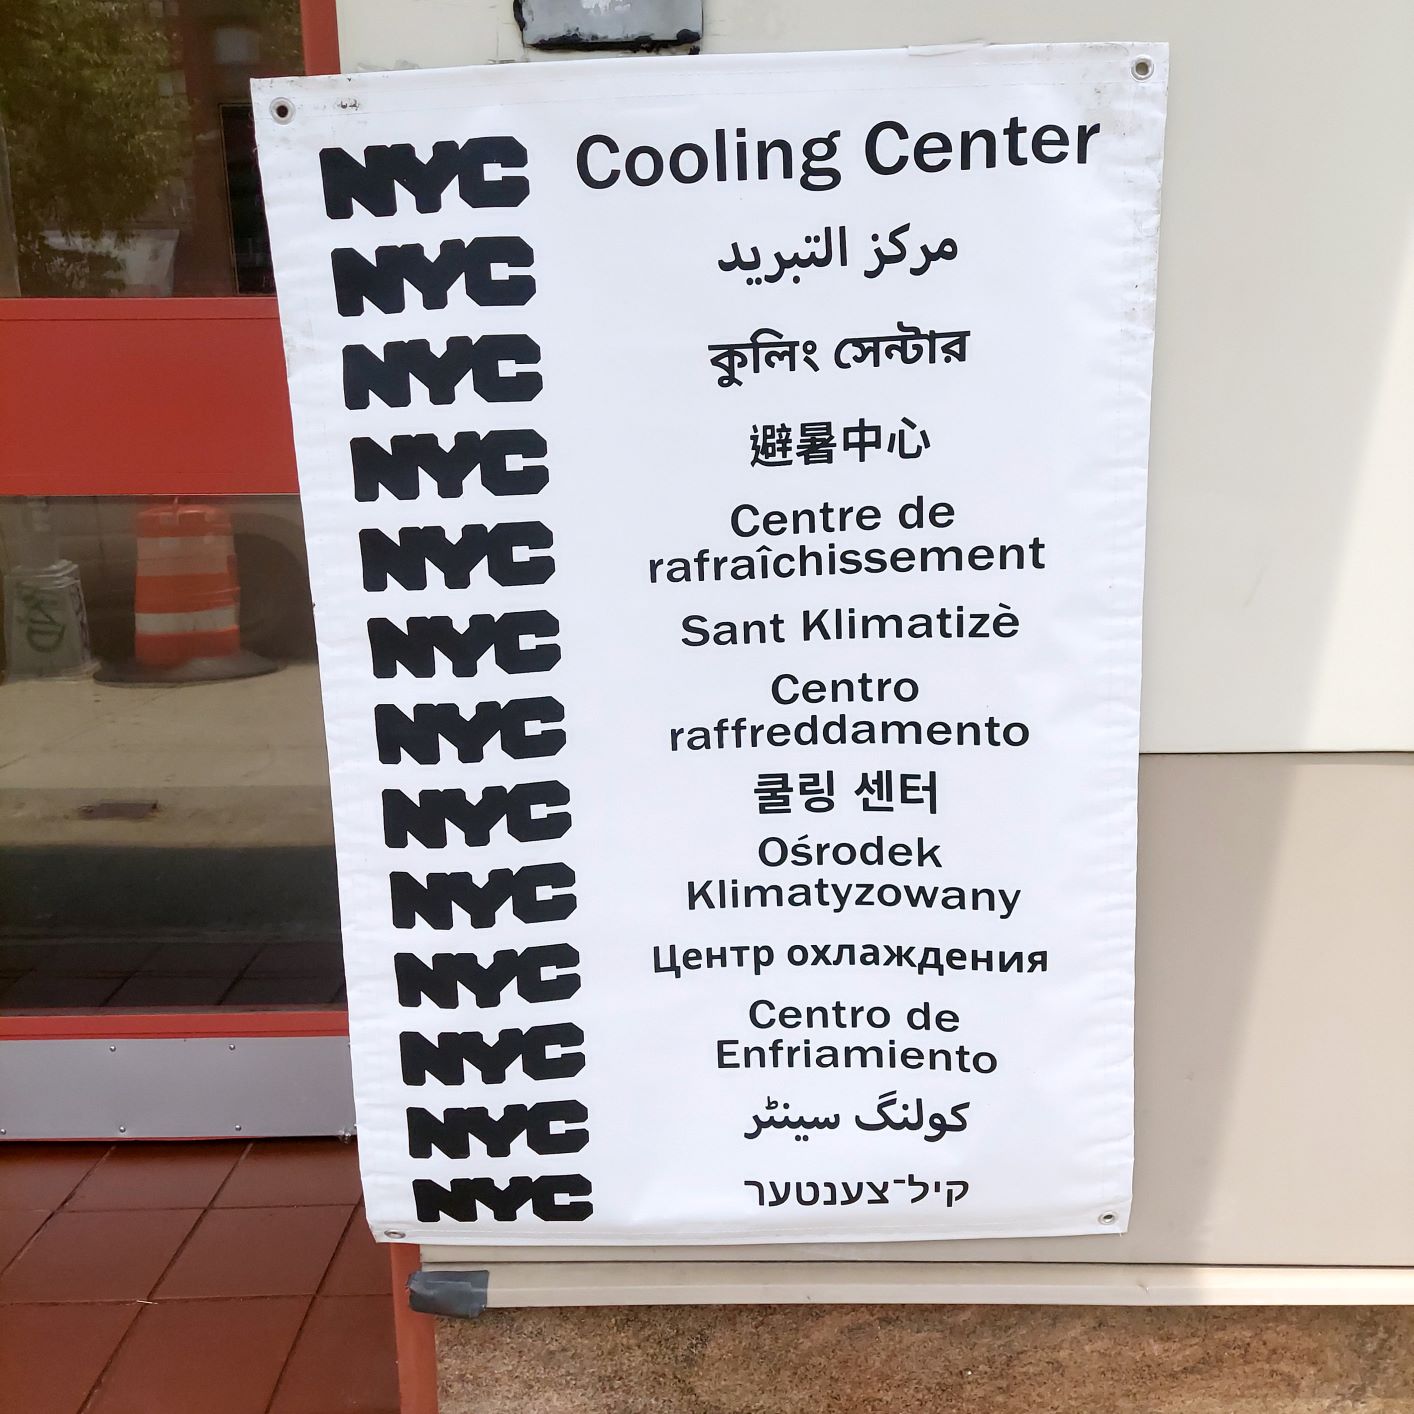 NYC Cooling Center
NYC مركز التبريد
NYC কুলিং সেন্টার
NYC 避暑中心
NYC Centre de
rafraîchissement
NYC Sant Klimatizè
NYC Centro
raffreddamento
NYC 쿨링 센터
NYC Ośrodek
Klimatyzowany
NYC Центр охлаждения
NYC Centro de
Enfriamiento
NYC کولنگ سینٹر
NYC קיל־צענטער